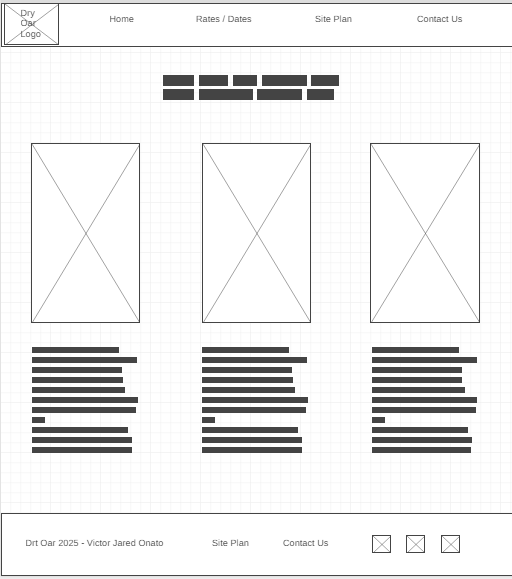 Dry
Oar
Logo
Home
Rates / Dates
Site Plan
Contact Us
Drt Oar 2025 - Victor Jared Onato
Site Plan
Contact Us